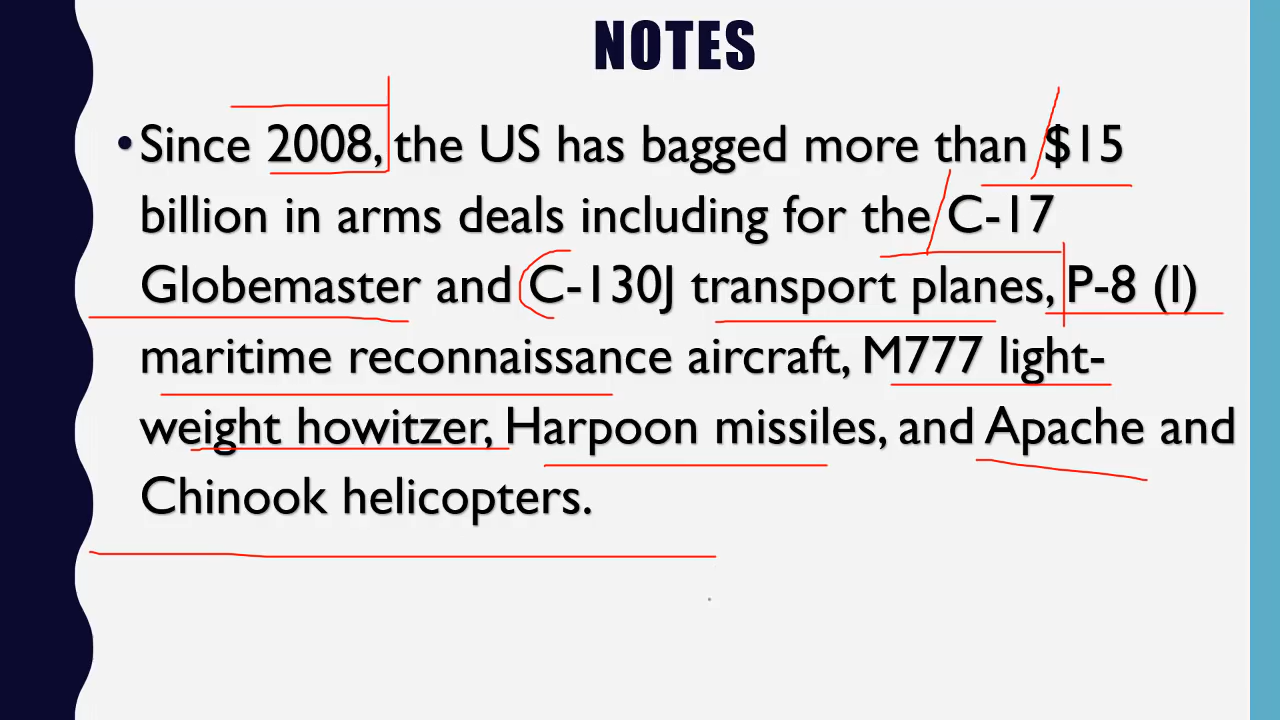 NOTES
• Since 2008, the US has bagged more than $15
billion in arms deals including for the C-17
Globemaster and C-130J transport planes, P-8 (I)
maritime reconnaissance aircraft, M777 light-
weight howitzer, Harpoon missiles, and Apache and
Chinook helicopters.